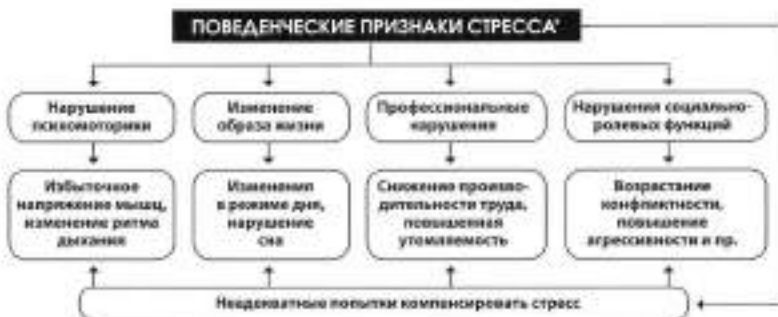 ПОВЕДЕНЧЕСКИЕ ПРИЗНАКИ СТРЕССА*
Нарушение
психомоторики
Изменение
образа жизни
Профессиональные
нарушения
Нарушения социально-
ролевых функций
Избыточное
напряжение мышц,
изменение ритма
дыхания
Изменения
в режиме дня,
нарушение
сна
Снижения произво-
дительности труда,
повышенная
утомляемость
Возрастание
конфликтности,
повышение
агрессивности и пр.
Неадекватные попытки компенсировать стресс